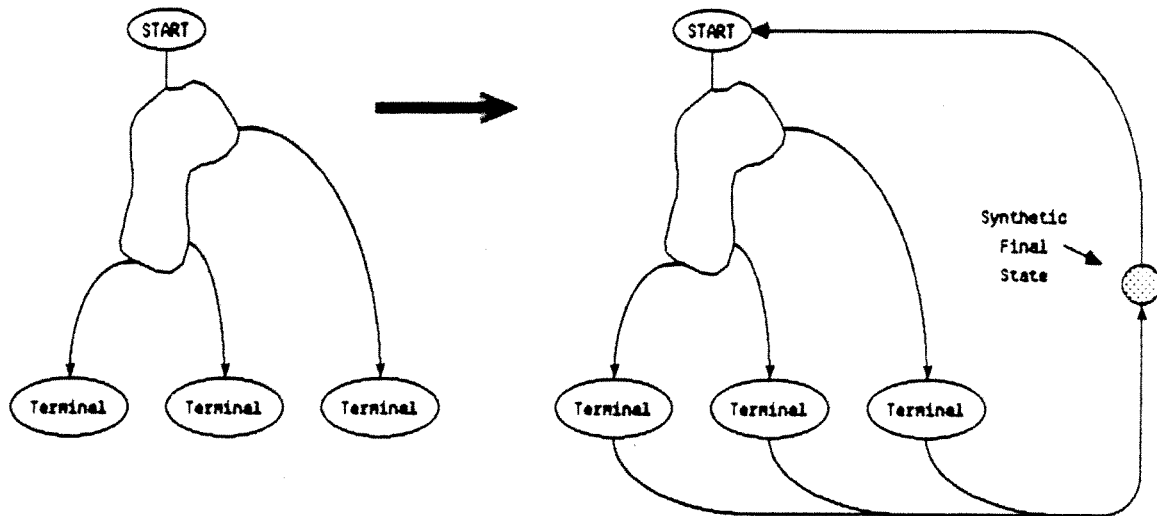 START
START
Synthetic
Final
State
Terminal
Terminal
Terminal
Terminal
Terminal
Terminal